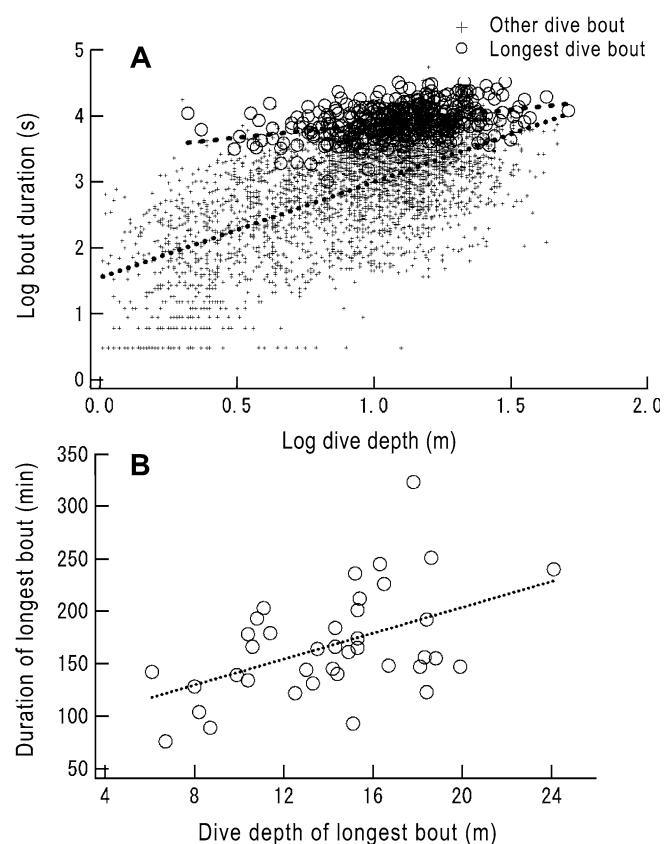 + Other dive bout
○ Longest dive bout
A
5
4
3
2
1
0
Log bout duration (s)
0.0 0.5 1.0 1.5 2.0
Log dive depth (m)
B
350
300
250
200
150
100
50
Duration of longest bout (min)
4 8 12 16 20 24
Dive depth of longest bout (m)